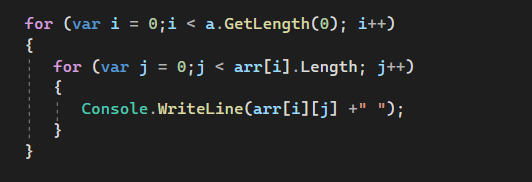 for (var i = 0;i < a.GetLength(0); i++)
{
for (var j = 0;j < arr[i].Length; j++)
{
Console.WriteLine(arr[i][j] +" ");
}
}